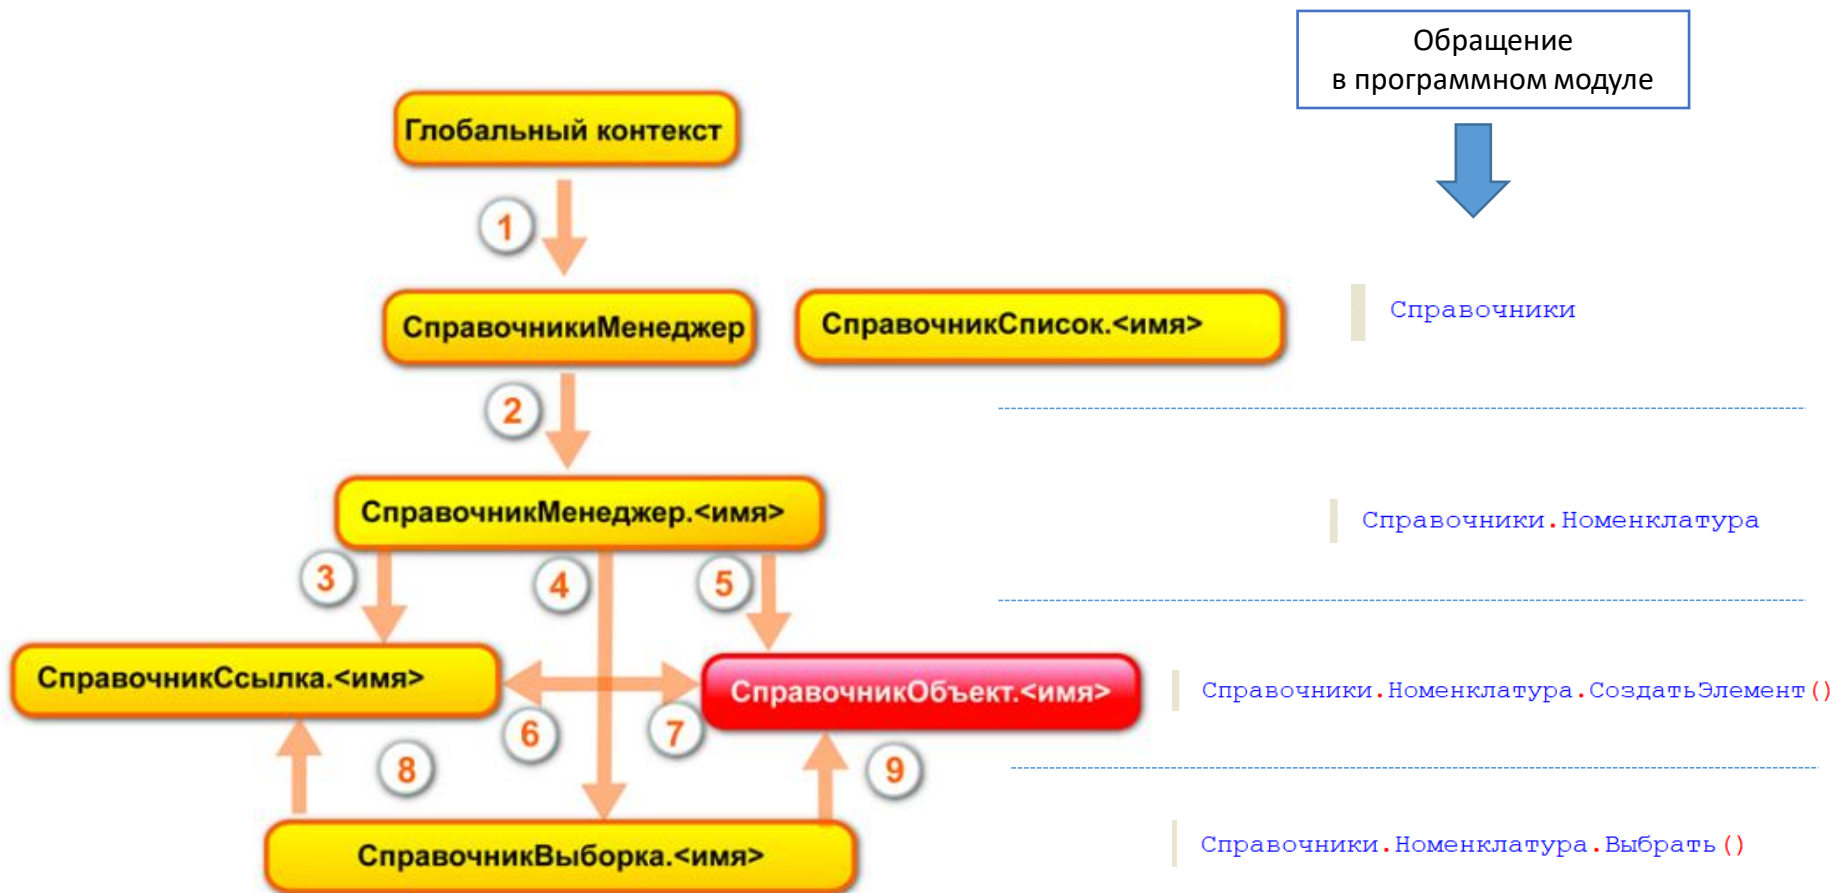 Обращение
в программном модуле
Глобальный контекст
1
СправочникиМенеджер
СправочникСписок.<имя>
Справочники
2
СправочникМенеджер.<имя>
Справочники.Номенклатура
3
4
5
СправочникСсылка.<имя>
СправочникОбъект.<имя>
Справочники.Номенклатура.СоздатьЭлемент()
6
7
8
9
СправочникВыборка.<имя>
Справочники.Номенклатура.Выбрать()